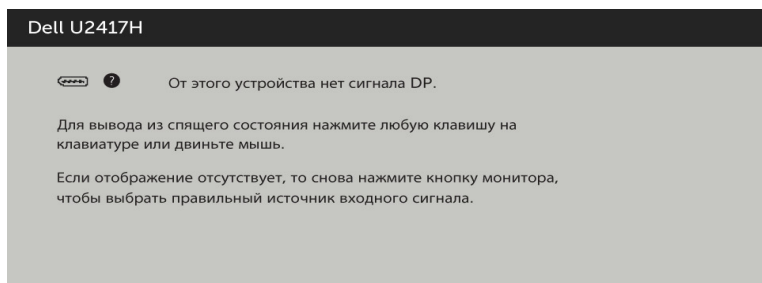 Dell U2417H
? От этого устройства нет сигнала DP.
Для вывода из спящего состояния нажмите любую клавишу на
клавиатуре или двиньте мышь.
Если отображение отсутствует, то снова нажмите кнопку монитора,
чтобы выбрать правильный источник входного сигнала.